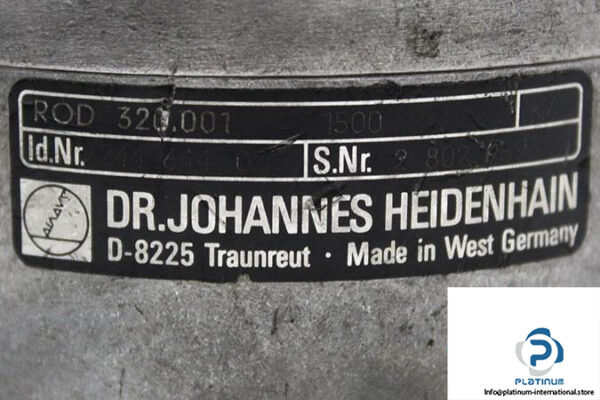 ROD 320.001 1500
Id.Nr. S.Nr.
DR.JOHANNES HEIDENHAIN
D-8225 Traunreut · Made in West Germany
PLATINUM
Info@platinum-international.store